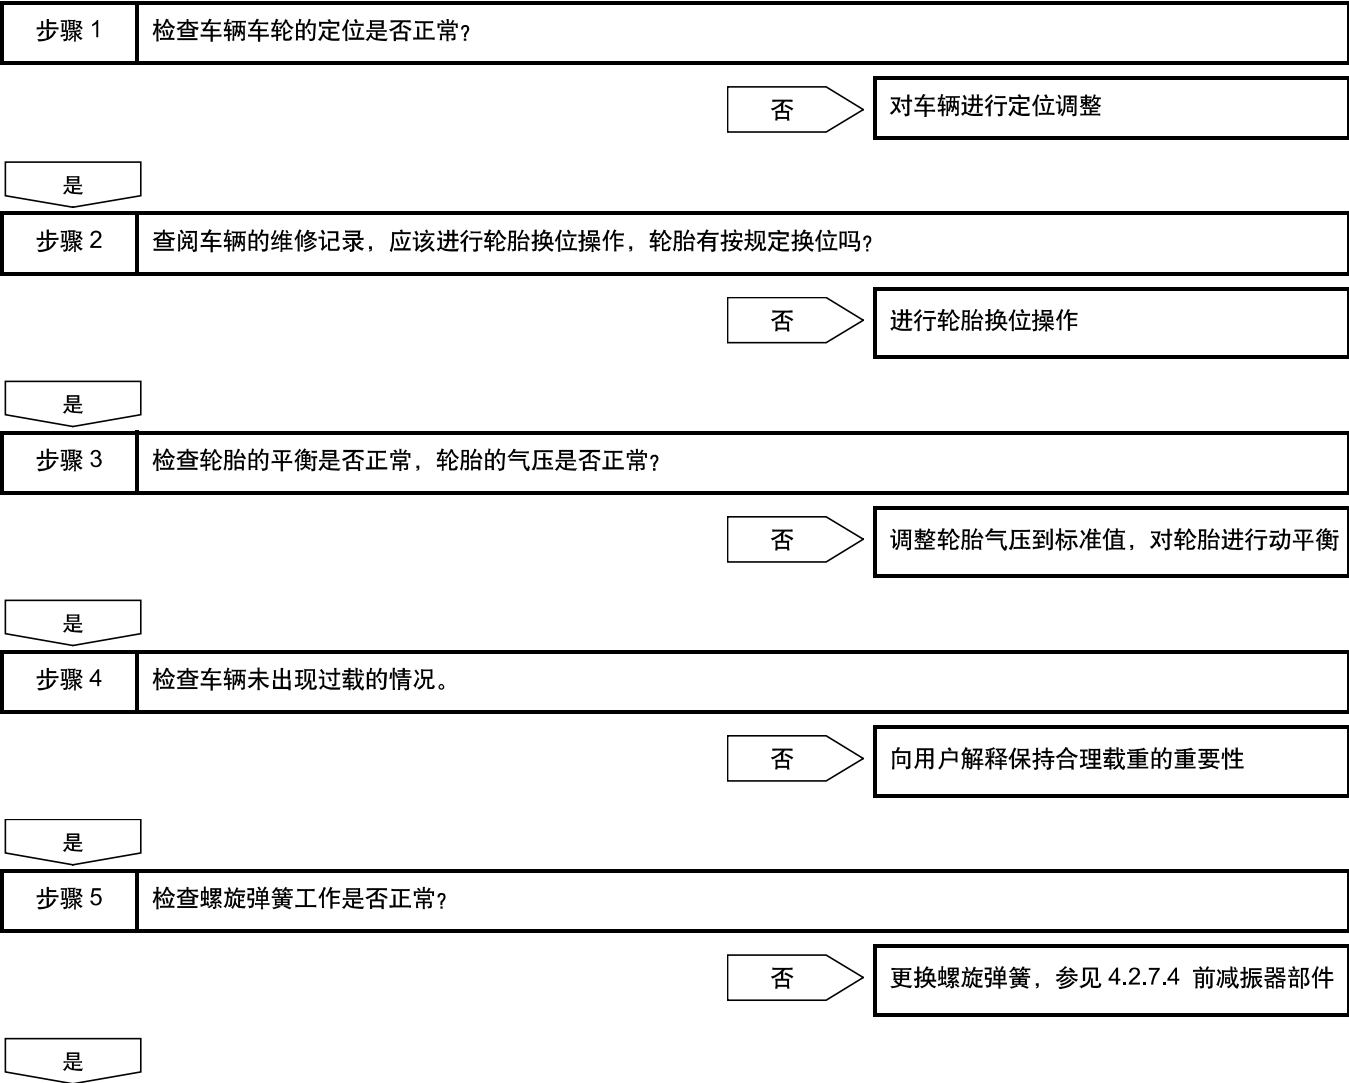 步骤 1 检查车辆车轮的定位是否正常?
否 对车辆进行定位调整
是
步骤 2 查阅车辆的维修记录，应该进行轮胎换位操作，轮胎有按规定换位吗?
否 进行轮胎换位操作
是
步骤 3 检查轮胎的平衡是否正常，轮胎的气压是否正常?
否 调整轮胎气压到标准值，对轮胎进行动平衡
是
步骤 4 检查车辆未出现过载的情况。
否 向用户解释保持合理载重的重要性
是
步骤 5 检查螺旋弹簧工作是否正常?
否 更换螺旋弹簧，参见 4.2.7.4 前减振器部件
是